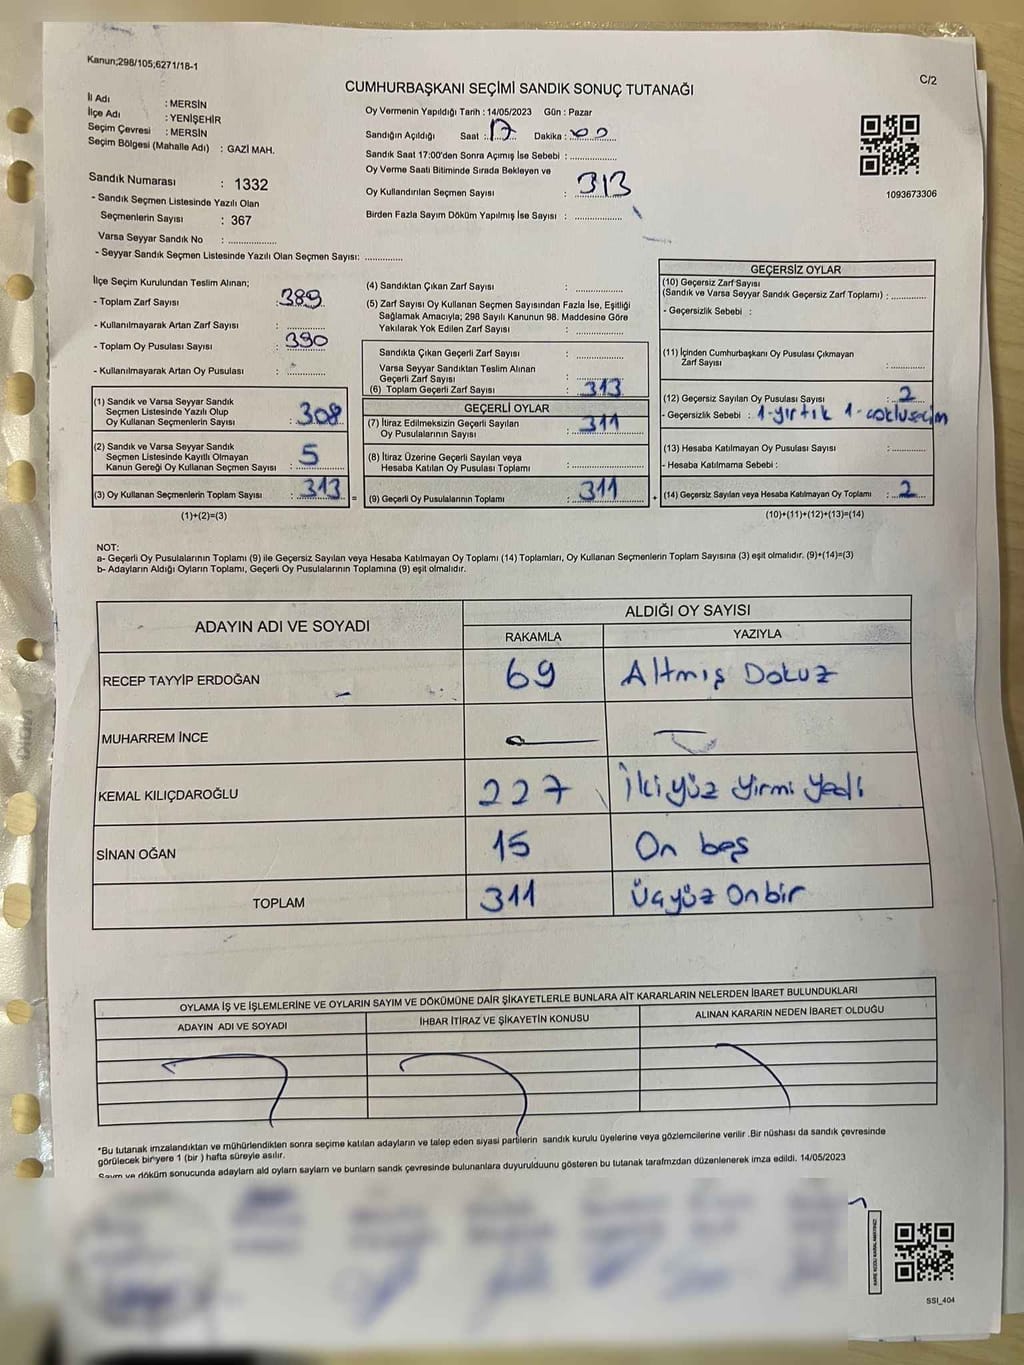 Kanun;298/105;6271/18-1
C/2
CUMHURBAŞKANI SEÇİMİ SANDIK SONUÇ TUTANAĞI
İl Adı : MERSİN
İlçe Adı : YENİŞEHİR
Seçim Çevresi : MERSİN
Seçim Bölgesi (Mahalle Adı) : GAZİ MAH.
Sandık Numarası : 1332
- Sandık Seçmen Listesinde Yazılı Olan
Seçmenlerin Sayısı : 367
Varsa Seyyar Sandık No : ................
- Seyyar Sandık Seçmen Listesinde Yazılı Olan Seçmen Sayısı: .............
Oy Vermenin Yapıldığı Tarih : 14/05/2023 Gün : Pazar
Sandığın Açıldığı Saat : 17 Dakika : 00
Sandık Saat 17:00'den Sonra Açımış İse Sebebi : ................
Oy Verme Saati Bitiminde Sırada Bekleyen ve
Oy Kullandırılan Seçmen Sayısı : 313
Birden Fazla Sayım Döküm Yapılmış İse Sayısı : ................
1093673306
İlçe Seçim Kurulundan Teslim Alınan;
- Toplam Zarf Sayısı : 389
- Kullanılmayarak Artan Zarf Sayısı : .............
- Toplam Oy Pusulası Sayısı : 390
- Kullanılmayarak Artan Oy Pusulası : .............
(1) Sandık ve Varsa Seyyar Sandık
Seçmen Listesinde Yazılı Olup
Oy Kullanan Seçmenlerin Sayısı : 308
(2) Sandık ve Varsa Seyyar Sandık
Seçmen Listesinde Kayıtlı Olmayan
Kanun Gereği Oy Kullanan Seçmen Sayısı : 5
(3) Oy Kullanan Seçmenlerin Toplam Sayısı : 313 =
(1)+(2)=(3)
(4) Sandıktan Çıkan Zarf Sayısı : ................
(5) Zarf Sayısı Oy Kullanan Seçmen Sayısından Fazla İse, Eşitliği
Sağlamak Amacıyla; 298 Sayılı Kanunun 98. Maddesine Göre
Yakılarak Yok Edilen Zarf Sayısı : ................
Sandıkta Çıkan Geçerli Zarf Sayısı : ................
Varsa Seyyar Sandıktan Teslim Alınan
Geçerli Zarf Sayısı : ................
(6) Toplam Geçerli Zarf Sayısı : 313
GEÇERLİ OYLAR
(7) İtiraz Edilmeksizin Geçerli Sayılan
Oy Pusulalarının Sayısı : 311
(8) İtiraz Üzerine Geçerli Sayılan veya
Hesaba Katılan Oy Pusulası Toplamı : ................
(9) Geçerli Oy Pusulalarının Toplamı : 311 +
GEÇERSİZ OYLAR
(10) Geçersiz Zarf Sayısı
(Sandık ve Varsa Seyyar Sandık Geçersiz Zarf Toplamı) : .............
- Geçersizlik Sebebi :
(11) İçinden Cumhurbaşkanı Oy Pusulası Çıkmayan
Zarf Sayısı : .............
(12) Geçersiz Sayılan Oy Pusulası Sayısı : 2
- Geçersizlik Sebebi : 1-yırtık 1-çoklu seçim
(13) Hesaba Katılmayan Oy Pusulası Sayısı : .............
- Hesaba Katılmama Sebebi :
(14) Geçersiz Sayılan veya Hesaba Katılmayan Oy Toplamı : 2
(10)+(11)+(12)+(13)=(14)
NOT:
a- Geçerli Oy Pusulalarının Toplamı (9) ile Geçersiz Sayılan veya Hesaba Katılmayan Oy Toplamı (14) Toplamları, Oy Kullanan Seçmenlerin Toplam Sayısına (3) eşit olmalıdır. (9)+(14)=(3)
b- Adayların Aldığı Oyların Toplamı, Geçerli Oy Pusulalarının Toplamına (9) eşit olmalıdır.
ADAYIN ADI VE SOYADI
ALDIĞI OY SAYISI
RAKAMLA YAZIYLA
RECEP TAYYİP ERDOĞAN 69 Altmış Dokuz
MUHARREM İNCE
KEMAL KILIÇDAROĞLU 227 İkiyüz Yirmi Yedi
SİNAN OĞAN 15 On beş
TOPLAM 311 Üçyüz Onbir
OYLAMA İŞ VE İŞLEMLERİNE VE OYLARIN SAYIM VE DÖKÜMÜNE DAİR ŞİKAYETLERLE BUNLARA AİT KARARLARIN NELERDEN İBARET BULUNDUKLARI
ADAYIN ADI VE SOYADI İHBAR İTİRAZ VE ŞİKAYETİN KONUSU ALINAN KARARIN NEDEN İBARET OLDUĞU
*Bu tutanak imzalandıktan ve mühürlendikten sonra seçime katılan adayların ve talep eden siyasi partilerin sandık kurulu üyelerine veya gözlemcilerine verilir .Bir nüshası da sandık çevresinde
görülecek bir yere 1 (bir ) hafta süreyle asılır.
Sayım ve döküm sonucunda adayların ald oyların sayların ve bunların sandk çevresinde bulunanlara duyurulduunu gösteren bu tutanak tarafmzdan düzenlenerek imza edildi. 14/05/2023
SSI_404